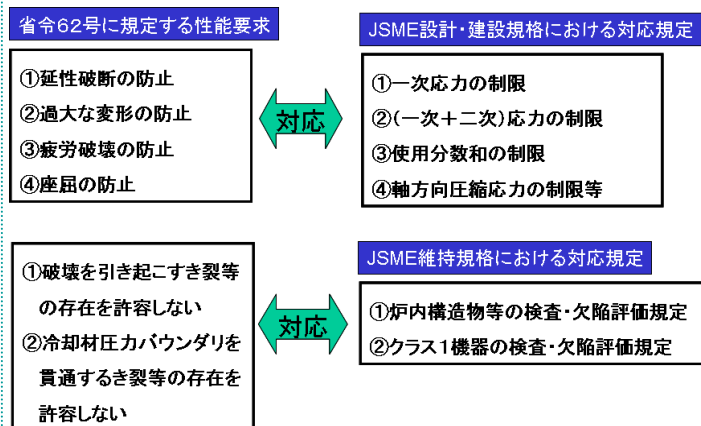 省令62号に規定する性能要求
JSME設計・建設規格における対応規定
①延性破断の防止
②過大な変形の防止
③疲労破壊の防止
④座屈の防止
対応
①一次応力の制限
②(一次＋二次)応力の制限
③使用分数和の制限
④軸方向圧縮応力の制限等
①破壊を引き起こすき裂等
の存在を許容しない
②冷却材圧力バウンダリを
貫通するき裂等の存在を
許容しない
対応
JSME維持規格における対応規定
①炉内構造物等の検査・欠陥評価規定
②クラス1機器の検査・欠陥評価規定